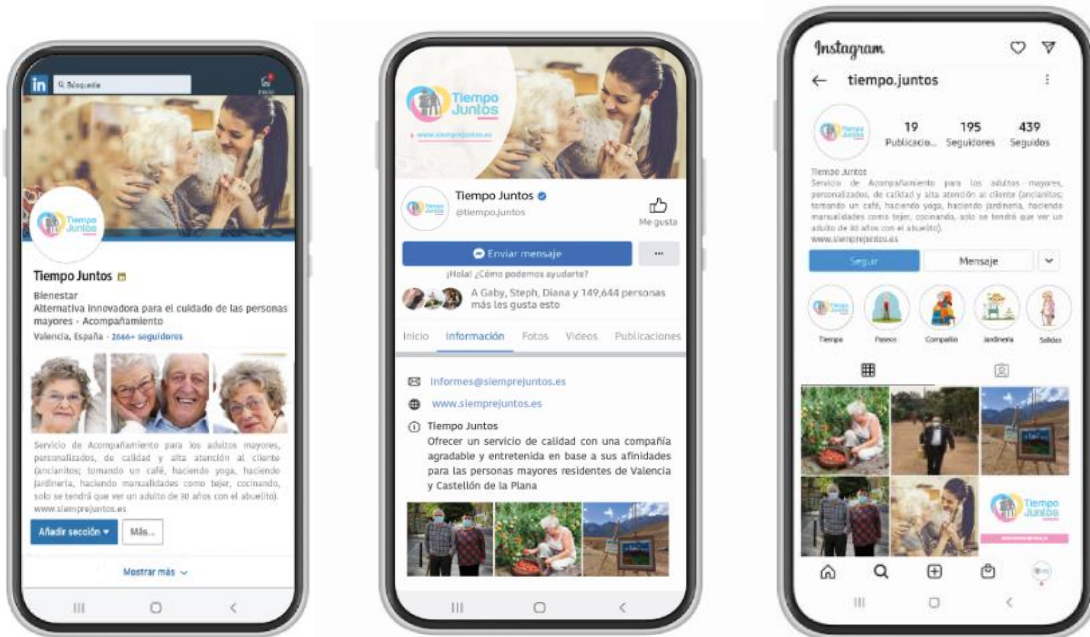 in
Búsqueda
Inicio
Tiempo
Juntos
Tiempo Juntos
Bienestar
Alternativa innovadora para el cuidado de las personas
mayores - Acompañamiento
Valencia, España - 2666+ seguidores
Servicio de Acompañamiento para los adultos mayores,
personalizados, de calidad y alta atención al cliente
(ancianitos; tomando un café, haciendo yoga, haciendo
jardinería, haciendo manualidades como tejer, cocinando,
solo se tendrá que ver un adulto de 30 años con el abuelito).
www.siemprejuntos.es
Añadir sección
Más...
Mostrar más
Tiempo
Juntos
www.siemprejuntos.es
Tiempo
Juntos
Tiempo Juntos
@tiempo.juntos
Me gusta
Enviar mensaje
...
¡Hola! ¿Cómo podemos ayudarte?
A Gaby, Steph, Diana y 149,644 personas
más les gusta esto
Inicio Información Fotos Videos Publicaciones
informes@siemprejuntos.es
www.siemprejuntos.es
Tiempo Juntos
Ofrecer un servicio de calidad con una compañía
agradable y entretenida en base a sus afinidades
para las personas mayores residentes de Valencia
y Castellón de la Plana
Instagram
tiempo.juntos
Tiempo
Juntos
19 195 439
Publicacio... Seguidores Seguidos
Tiempo Juntos
Servicio de Acompañamiento para los adultos mayores,
personalizados, de calidad y alta atención al cliente (ancianitos;
tomando un café, haciendo yoga, haciendo jardinería, haciendo
manualidades como tejer, cocinando, solo se tendrá que ver un
adulto de 30 años con el abuelito).
www.siemprejuntos.es
Seguir Mensaje
Tiempo Paseos Compañia Jardinería Salidas
Tiempo
Juntos